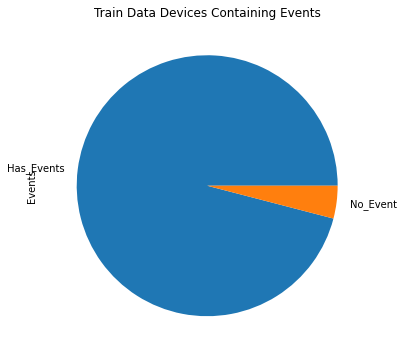 Train Data Devices Containing Events
Has_Events
Events
No_Event